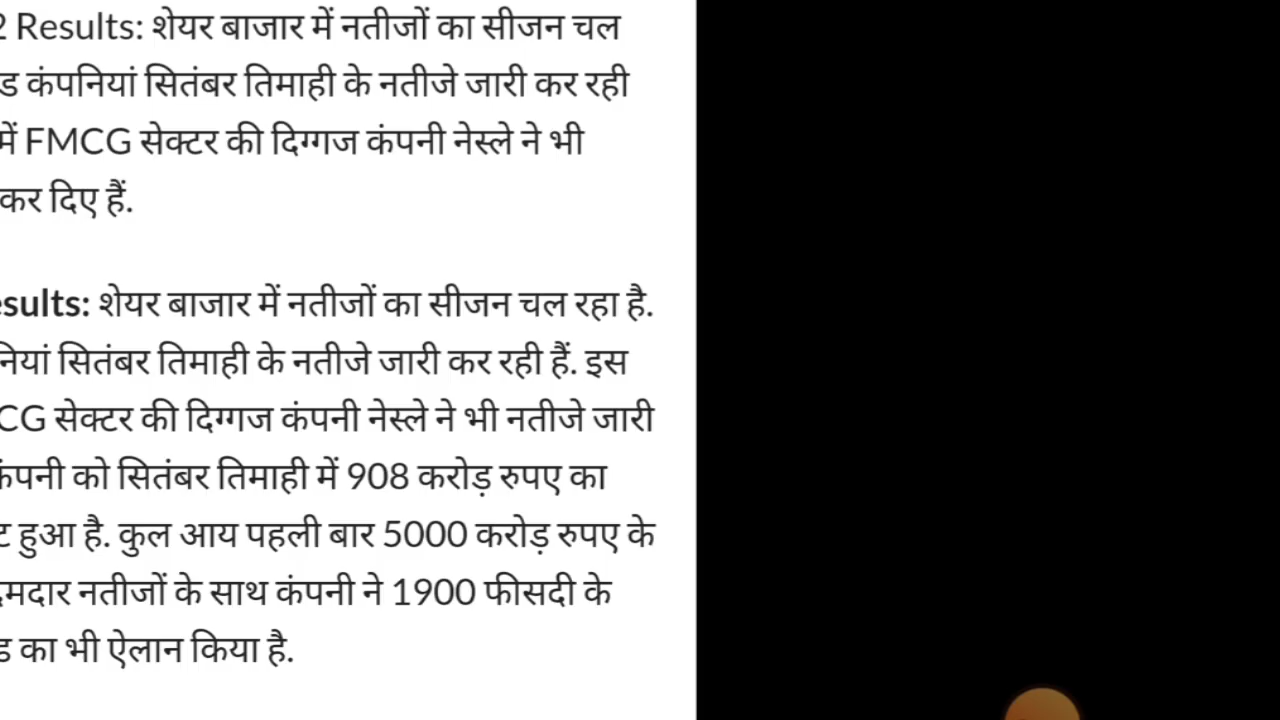 2 Results: शेयर बाजार में नतीजों का सीजन चल
कंपनियां सितंबर तिमाही के नतीजे जारी कर रही
में FMCG सेक्टर की दिग्गज कंपनी नेस्ले ने भी
कर दिए हैं.
esults: शेयर बाजार में नतीजों का सीजन चल रहा है.
नियां सितंबर तिमाही के नतीजे जारी कर रही हैं. इस
CG सेक्टर की दिग्गज कंपनी नेस्ले ने भी नतीजे जारी
कंपनी को सितंबर तिमाही में 908 करोड़ रुपए का
हुआ है. कुल आय पहली बार 5000 करोड़ रुपए के
दमदार नतीजों के साथ कंपनी ने 1900 फीसदी के
का भी ऐलान किया है.